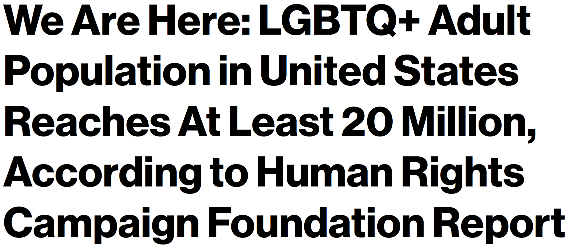 We Are Here: LGBTQ+ Adult
Population in United States
Reaches At Least 20 Million,
According to Human Rights
Campaign Foundation Report